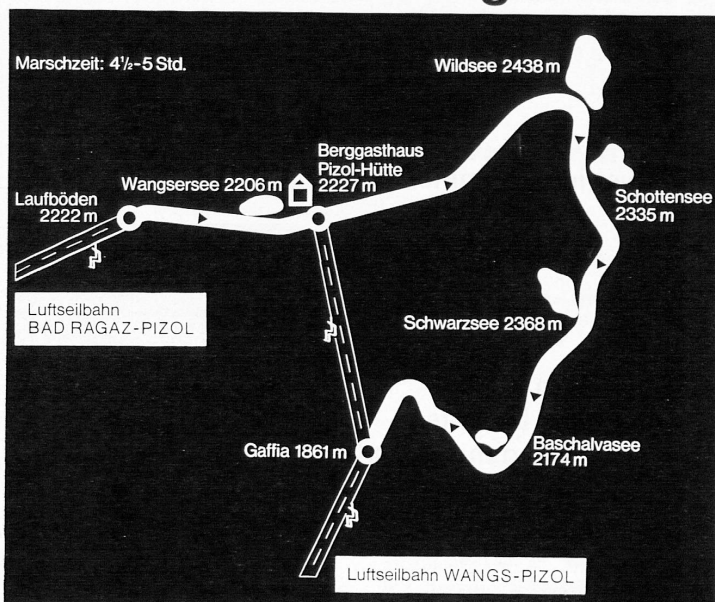 Marschzeit: 4½-5 Std.
Wildsee 2438 m
Berggasthaus
Pizol-Hütte
2227 m
Wangsersee 2206 m
Laufböden
2222 m
Schottensee
2335 m
Luftseilbahn
BAD RAGAZ-PIZOL
Schwarzsee 2368 m
Gaffia 1861 m
Baschalvasee
2174 m
Luftseilbahn WANGS-PIZOL